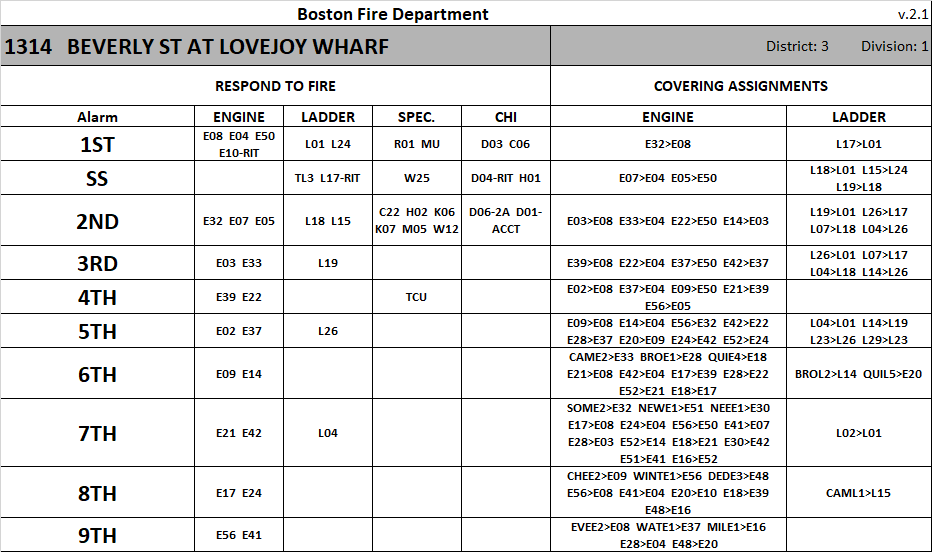 Boston Fire Department v.2.1
1314 BEVERLY ST AT LOVEJOY WHARF District: 3 Division: 1
RESPOND TO FIRE COVERING ASSIGNMENTS
Alarm ENGINE LADDER SPEC. CHI ENGINE LADDER
1ST
E08 E04 E50
E10-RIT
L01 L24
R01 MU
D03 C06
E32>E08
L17>L01
SS
TL3 L17-RIT
W25
D04-RIT H01
E07>E04 E05>E50
L18>L01 L15>L24
L19>L18
2ND
E32 E07 E05
L18 L15
C22 H02 K06
K07 M05 W12
D06-2A D01-
ACCT
E03>E08 E33>E04 E22>E50 E14>E03
L19>L01 L26>L17
L07>L18 L04>L26
3RD
E03 E33
L19
E39>E08 E22>E04 E37>E50 E42>E37
L26>L01 L07>L17
L04>L18 L14>L26
4TH
E39 E22
TCU
E02>E08 E37>E04 E09>E50 E21>E39
E56>E05
5TH
E02 E37
L26
E09>E08 E14>E04 E56>E32 E42>E22
E28>E37 E20>E09 E24>E42 E52>E24
L04>L01 L14>L19
L23>L26 L29>L23
6TH
E09 E14
CAME2>E33 BROE1>E28 QUIE4>E18
E21>E08 E42>E04 E17>E39 E28>E22
E52>E21 E18>E17
BROL2>L14 QUIL5>E20
7TH
E21 E42
L04
SOME2>E32 NEWE1>E51 NEEE1>E30
E17>E08 E24>E04 E56>E50 E41>E07
E28>E03 E52>E14 E18>E21 E30>E42
E51>E41 E16>E52
L02>L01
8TH
E17 E24
CHEE2>E09 WINTE1>E56 DEDE3>E48
E56>E08 E41>E04 E20>E10 E18>E39
E48>E16
CAML1>L15
9TH
E56 E41
EVEE2>E08 WATE1>E37 MILE1>E16
E28>E04 E48>E20